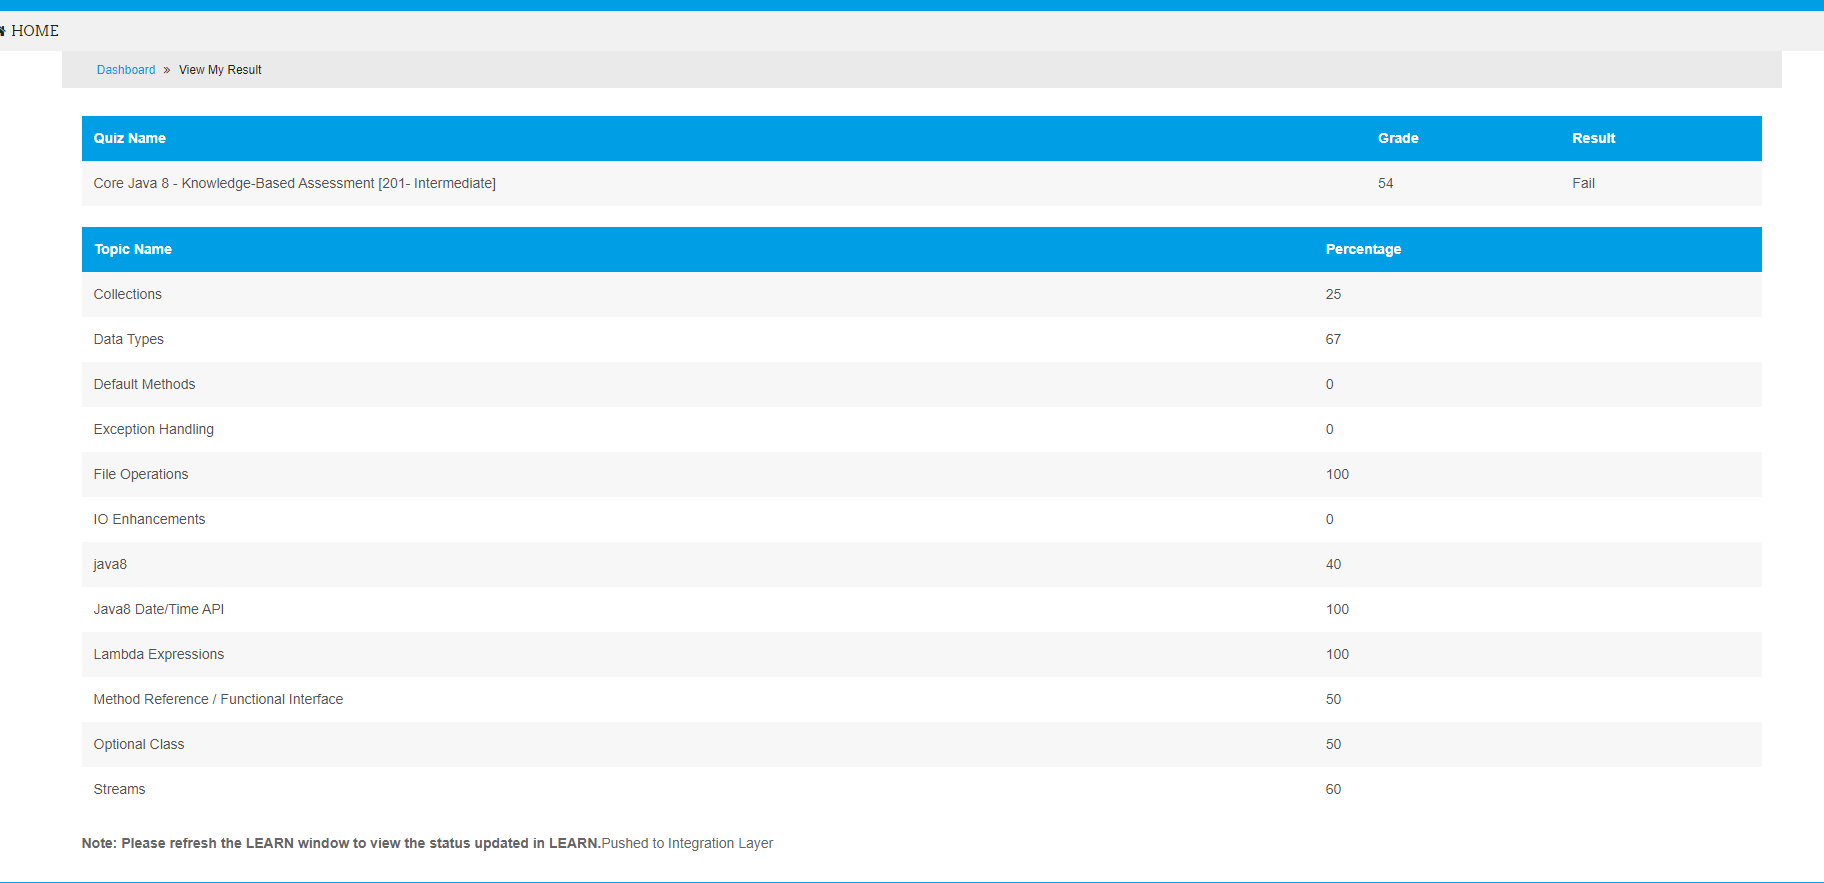 HOME
Dashboard » View My Result
Quiz Name Grade Result
Core Java 8 - Knowledge-Based Assessment [201- Intermediate] 54 Fail
Topic Name Percentage
Collections 25
Data Types 67
Default Methods 0
Exception Handling 0
File Operations 100
IO Enhancements 0
java8 40
Java8 Date/Time API 100
Lambda Expressions 100
Method Reference / Functional Interface 50
Optional Class 50
Streams 60
Note: Please refresh the LEARN window to view the status updated in LEARN.Pushed to Integration Layer